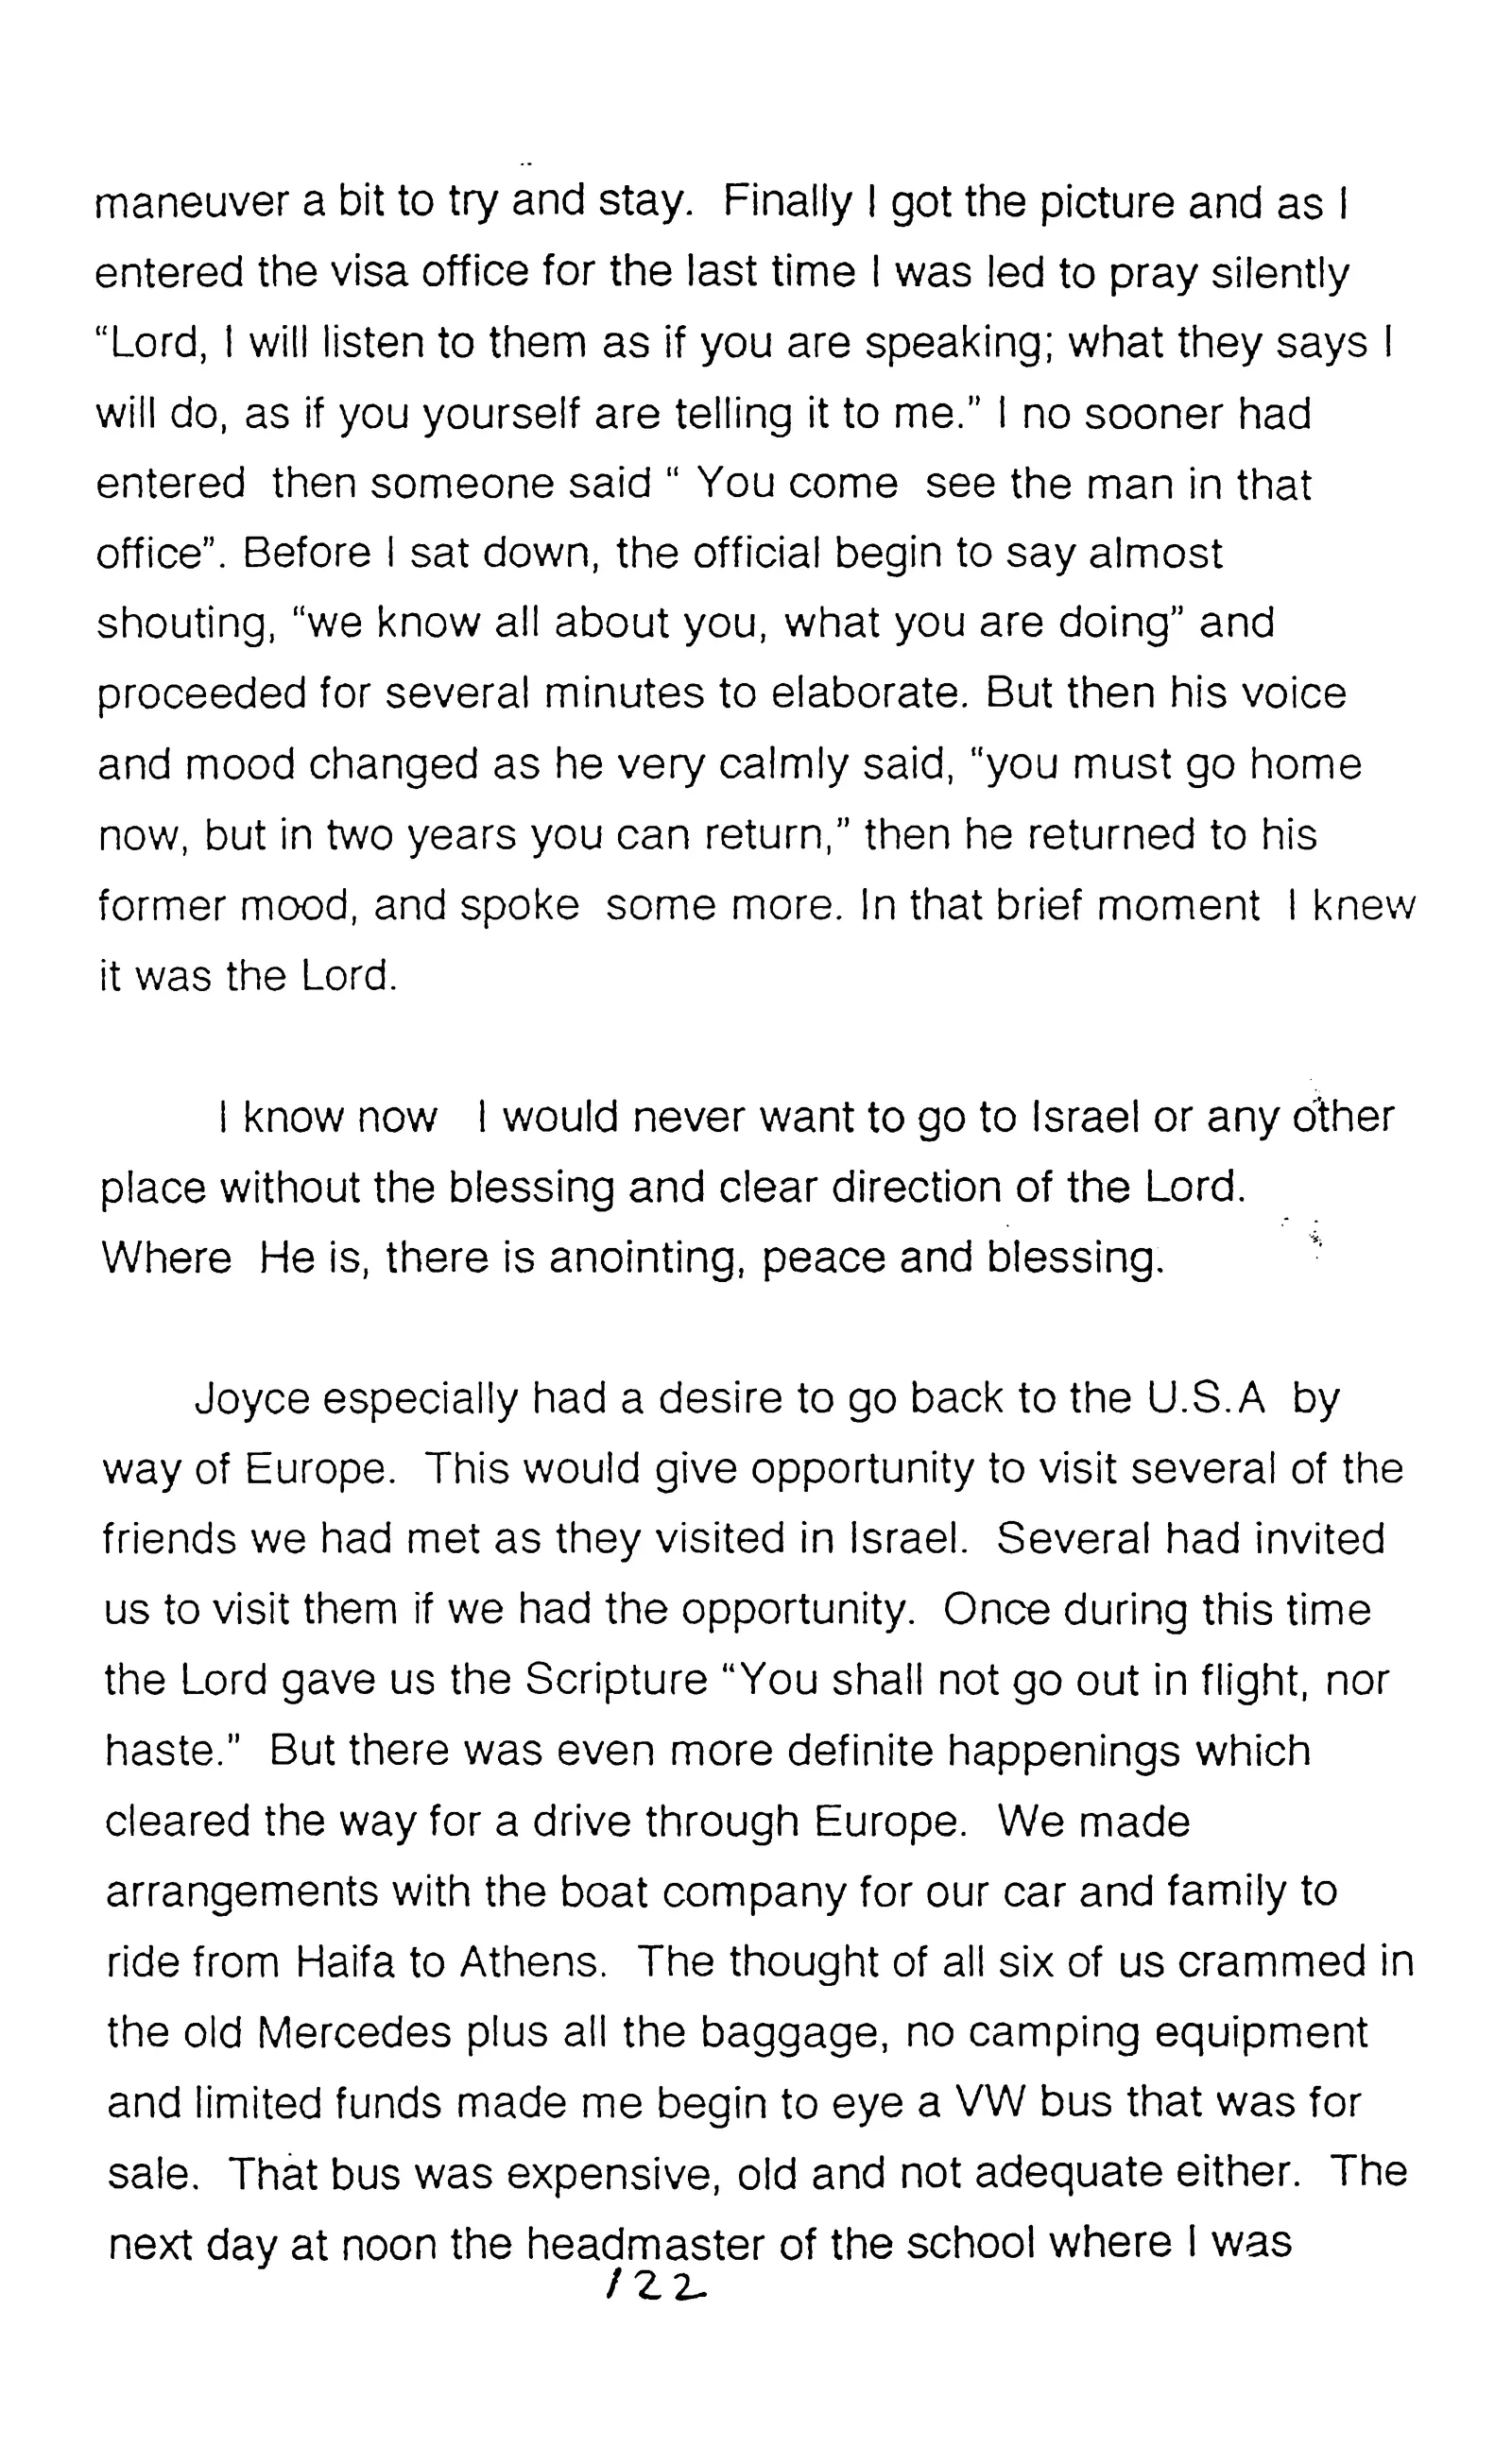 maneuver a bit to try and stay.  Finally I got the picture and as I
entered the visa office for the last time I was led to pray silently
“Lord, I will listen to them as if you are speaking; what they says I
will do, as if you yourself are telling it to me.” I no sooner had
entered  then someone said “ You come  see the man in that
office”. Before I sat down, the official begin to say almost
shouting, “we know all about you, what you are doing” and
proceeded for several minutes to elaborate. But then his voice
and mood changed as he very calmly said, “you must go home
now, but in two years you can return,” then he returned to his
former mood, and spoke  some more. In that brief moment  I knew
it was the Lord.
I know now   I would never want to go to Israel or any other
place without the blessing and clear direction of the Lord.
Where  He is, there is anointing, peace and blessing.
Joyce especially had a desire to go back to the U.S.A  by
way of Europe.  This would give opportunity to visit several of the
friends we had met as they visited in Israel.  Several had invited
us to visit them if we had the opportunity.  Once during this time
the Lord gave us the Scripture “You shall not go out in flight, nor
haste.”  But there was even more definite happenings which
cleared the way for a drive through Europe.  We made
arrangements with the boat company for our car and family to
ride from Haifa to Athens.  The thought of all six of us crammed in
the old Mercedes plus all the baggage, no camping equipment
and limited funds made me begin to eye a VW bus that was for
sale.  That bus was expensive, old and not adequate either.  The
next day at noon the headmaster of the school where I was
122